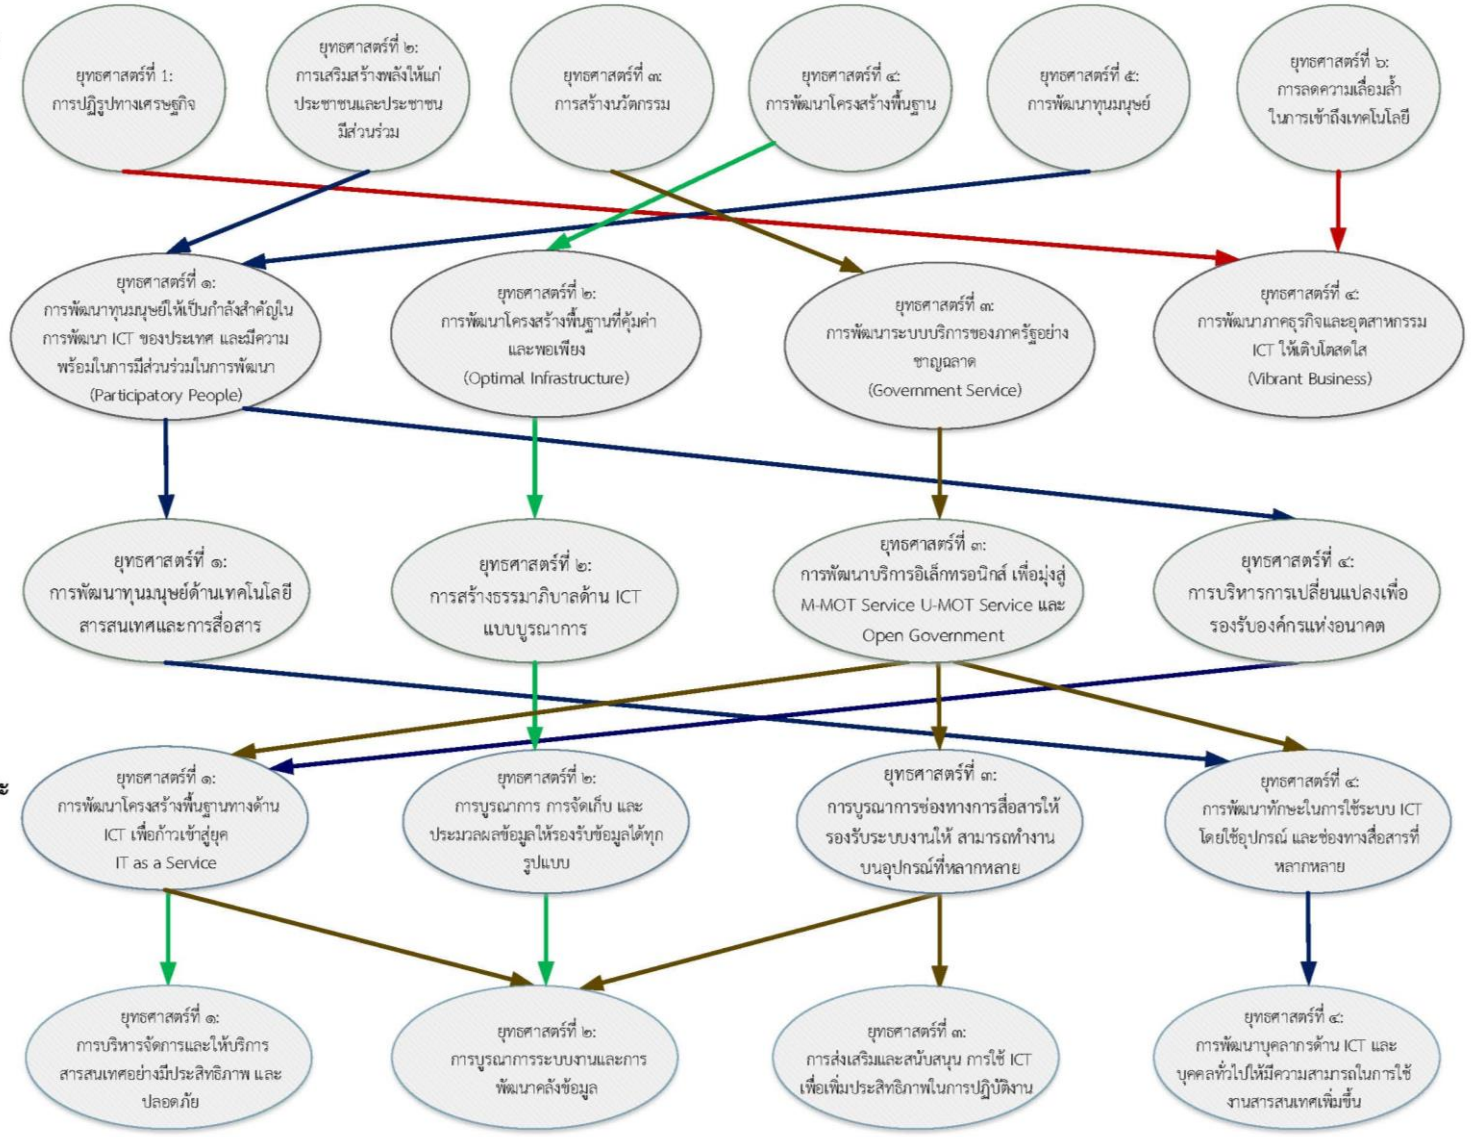 ยุทธศาสตร์ที่ 1:
การปฏิรูปทางเศรษฐกิจ
ยุทธศาสตร์ที่ ๒:
การเสริมสร้างพลังให้แก่
ประชาชนและประชาชน
มีส่วนร่วม
ยุทธศาสตร์ที่ ๓:
การสร้างนวัตกรรม
ยุทธศาสตร์ที่ ๔:
การพัฒนาโครงสร้างพื้นฐาน
ยุทธศาสตร์ที่ ๕:
การพัฒนาทุนมนุษย์
ยุทธศาสตร์ที่ ๖:
การลดความเลื่อมล้ำ
ในการเข้าถึงเทคโนโลยี
ยุทธศาสตร์ที่ ๑:
การพัฒนาทุนมนุษย์ให้เป็นกำลังสำคัญใน
การพัฒนา ICT ของประเทศ และมีความ
พร้อมในการมีส่วนร่วมในการพัฒนา
(Participatory People)
ยุทธศาสตร์ที่ ๒:
การพัฒนาโครงสร้างพื้นฐานที่คุ้มค่า
และพอเพียง
(Optimal Infrastructure)
ยุทธศาสตร์ที่ ๓:
การพัฒนาระบบบริการของภาครัฐอย่าง
ชาญฉลาด
(Government Service)
ยุทธศาสตร์ที่ ๔:
การพัฒนาภาคธุรกิจและอุตสาหกรรม
ICT ให้เติบโตสดใส
(Vibrant Business)
ยุทธศาสตร์ที่ ๑:
การพัฒนาทุนมนุษย์ด้านเทคโนโลยี
สารสนเทศและการสื่อสาร
ยุทธศาสตร์ที่ ๒:
การสร้างธรรมาภิบาลด้าน ICT
แบบบูรณาการ
ยุทธศาสตร์ที่ ๓:
การพัฒนาบริการอิเล็กทรอนิกส์ เพื่อมุ่งสู่
M-MOT Service U-MOT Service และ
Open Government
ยุทธศาสตร์ที่ ๔:
การบริหารการเปลี่ยนแปลงเพื่อ
รองรับองค์กรแห่งอนาคต
ยุทธศาสตร์ที่ ๑:
การพัฒนาโครงสร้างพื้นฐานทางด้าน
ICT เพื่อก้าวเข้าสู่ยุค
IT as a Service
ยุทธศาสตร์ที่ ๒:
การบูรณาการ การจัดเก็บ และ
ประมวลผลข้อมูลให้รองรับข้อมูลได้ทุก
รูปแบบ
ยุทธศาสตร์ที่ ๓:
การบูรณาการช่องทางการสื่อสารให้
รองรับระบบงานให้ สามารถทำงาน
บนอุปกรณ์ที่หลากหลาย
ยุทธศาสตร์ที่ ๔:
การพัฒนาทักษะในการใช้ระบบ ICT
โดยใช้อุปกรณ์ และช่องทางสื่อสารที่
หลากหลาย
ยุทธศาสตร์ที่ ๑:
การบริหารจัดการและให้บริการ
สารสนเทศอย่างมีประสิทธิภาพ และ
ปลอดภัย
ยุทธศาสตร์ที่ ๒:
การบูรณาการระบบงานและการ
พัฒนาคลังข้อมูล
ยุทธศาสตร์ที่ ๓:
การส่งเสริมและสนับสนุน การใช้ ICT
เพื่อเพิ่มประสิทธิภาพในการปฏิบัติงาน
ยุทธศาสตร์ที่ ๔:
การพัฒนาบุคลากรด้าน ICT และ
บุคคลทั่วไปให้มีความสามารถในการใช้
งานสารสนเทศเพิ่มขึ้น